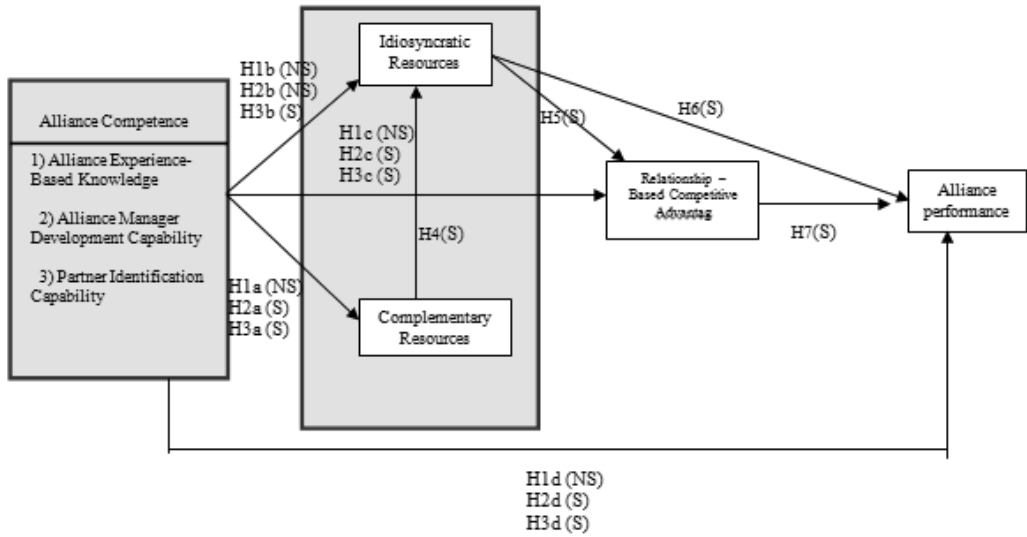 Alliance Competence
1) Alliance Experience-
Based Knowledge
2) Alliance Manager
Development Capability
3) Partner Identification
Capability
H1b (NS)
H2b (NS)
H3b (S)
Idiosyncratic
Resources
H1c (NS)
H2c (S)
H3c (S)
H4(S)
H1a (NS)
H2a (S)
H3a (S)
Complementary
Resources
H5(S)
H6(S)
Relationship –
Based Competitive
Advantag
H7(S)
Alliance
performance
H1d (NS)
H2d (S)
H3d (S)